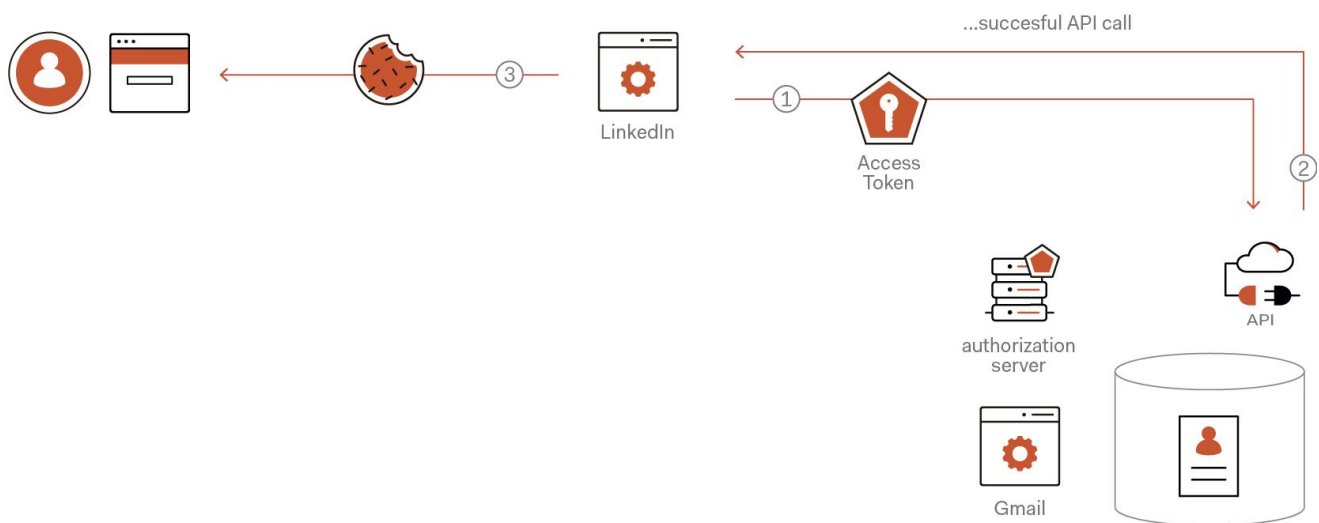 ...succesful API call
3
1
LinkedIn
Access
Token
2
API
authorization
server
Gmail